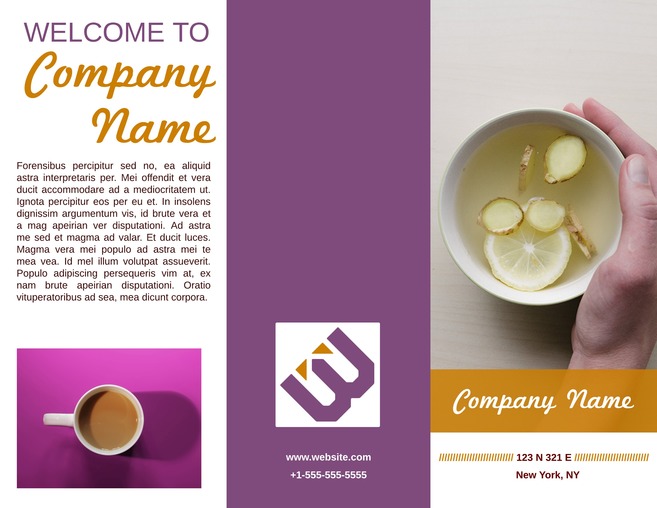 WELCOME TO
Company
Name
Forensibus percipitur sed no, ea aliquid
astra interpretaris per. Mei offendit et vera
ducit accommodare ad a mediocritatem ut.
Ignota percipitur eos per eu et. In insolens
dignissim argumentum vis, id brute vera et
a mag apeirian ver disputationi. Ad astra
me sed et magma ad valar. Et ducit luces.
Magma vera mei populo ad astra mei te
mea vea. Id mel illum volutpat assueverit.
Populo adipiscing persequeris vim at, ex
nam brute apeirian disputationi. Oratio
vituperatoribus ad sea, mea dicunt corpora.
W
www.website.com
+1-555-555-5555
Company Name
////////////////////////// 123 N 321 E //////////////////////////
New York, NY